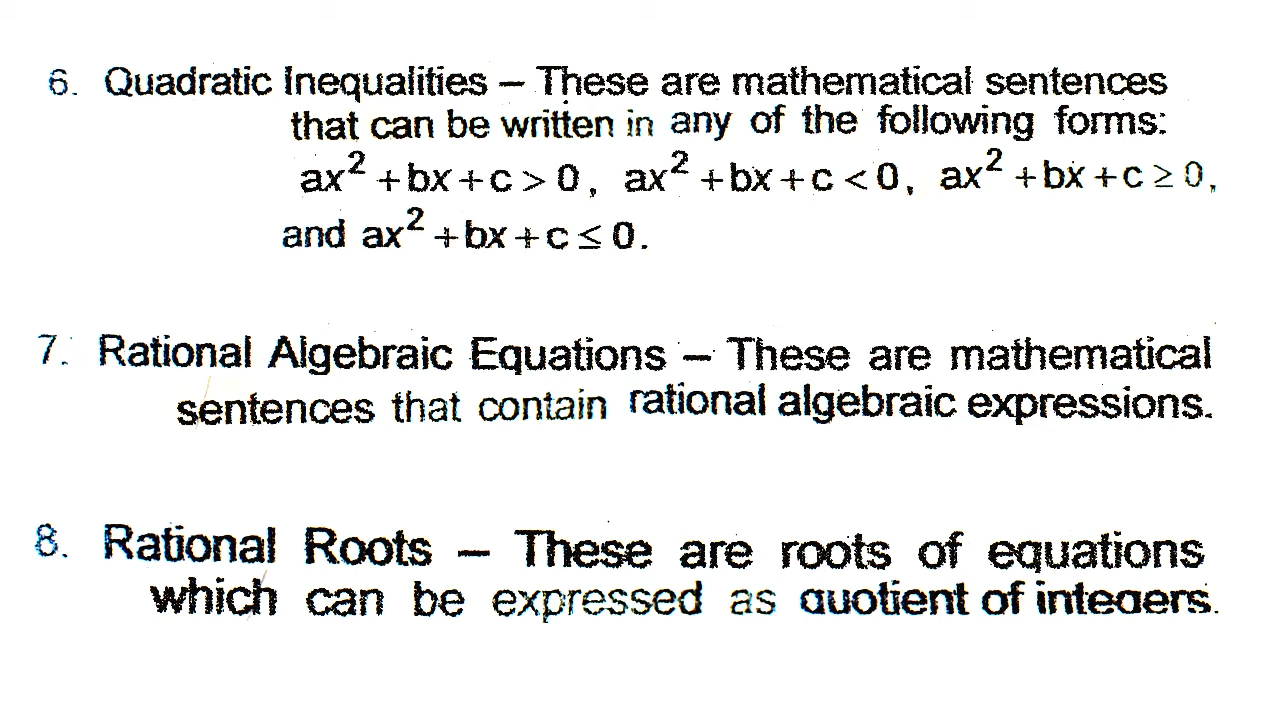 6. Quadratic Inequalities – These are mathematical sentences
that can be written in any of the following forms:
ax² +bx+c > 0, ax² +bx+c < 0, ax² +bx+c ≥ 0,
and ax² +bx+c ≤ 0.
7. Rational Algebraic Equations – These are mathematical
sentences that contain rational algebraic expressions.
8. Rational Roots – These are roots of equations
which can be expressed as quotient of integers.